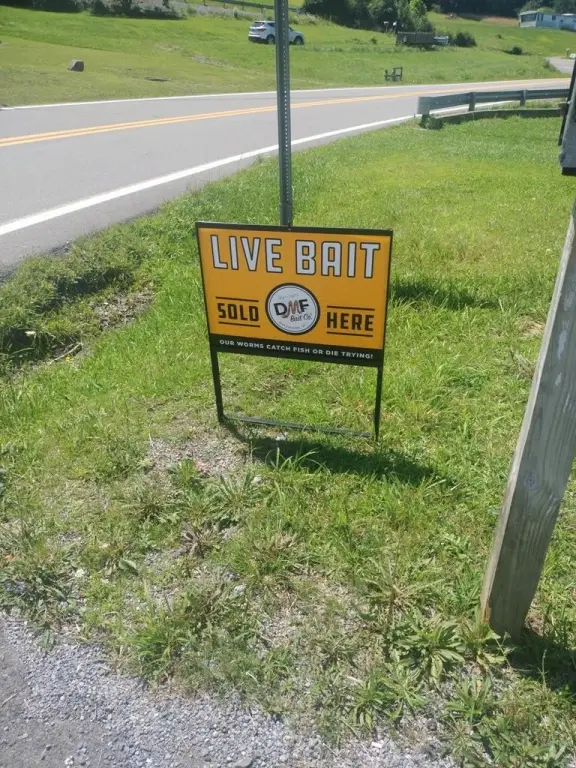 LIVE BAIT
SOLD DMF HERE
Bait Co.
OUR WORMS CATCH FISH OR DIE TRYING!